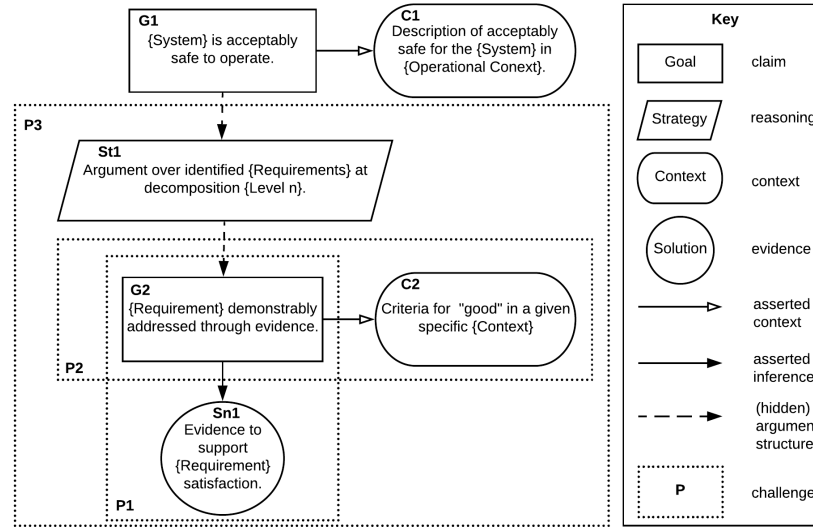 G1
{System} is acceptably
safe to operate.
C1
Description of acceptably
safe for the {System} in
{Operational Conext}.
P3
St1
Argument over identified {Requirements} at
decomposition {Level n}.
G2
{Requirement} demonstrably
addressed through evidence.
C2
Criteria for "good" in a given
specific {Context}
P2
Sn1
Evidence to
support
{Requirement}
satisfaction.
P1
Key
Goal
claim
Strategy
reasoning
Context
context
Solution
evidence
asserted
context
asserted
inference
(hidden)
argumen
structure
P
challenge